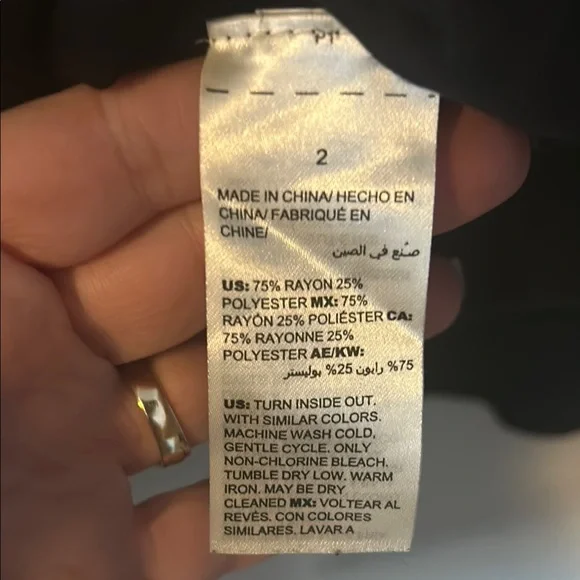 2
MADE IN CHINA/ HECHO EN
CHINA/ FABRIQUÉ EN
CHINE/
صُنع في الصين
US: 75% RAYON 25%
POLYESTER MX: 75%
RAYÓN 25% POLIÉSTER CA:
75% RAYONNE 25%
POLYESTER AE/KW:
75% رايون 25% بوليستر
US: TURN INSIDE OUT.
WITH SIMILAR COLORS.
MACHINE WASH COLD,
GENTLE CYCLE. ONLY
NON-CHLORINE BLEACH.
TUMBLE DRY LOW. WARM
IRON. MAY BE DRY
CLEANED MX: VOLTEAR AL
REVÉS. CON COLORES
SIMILARES. LAVAR A